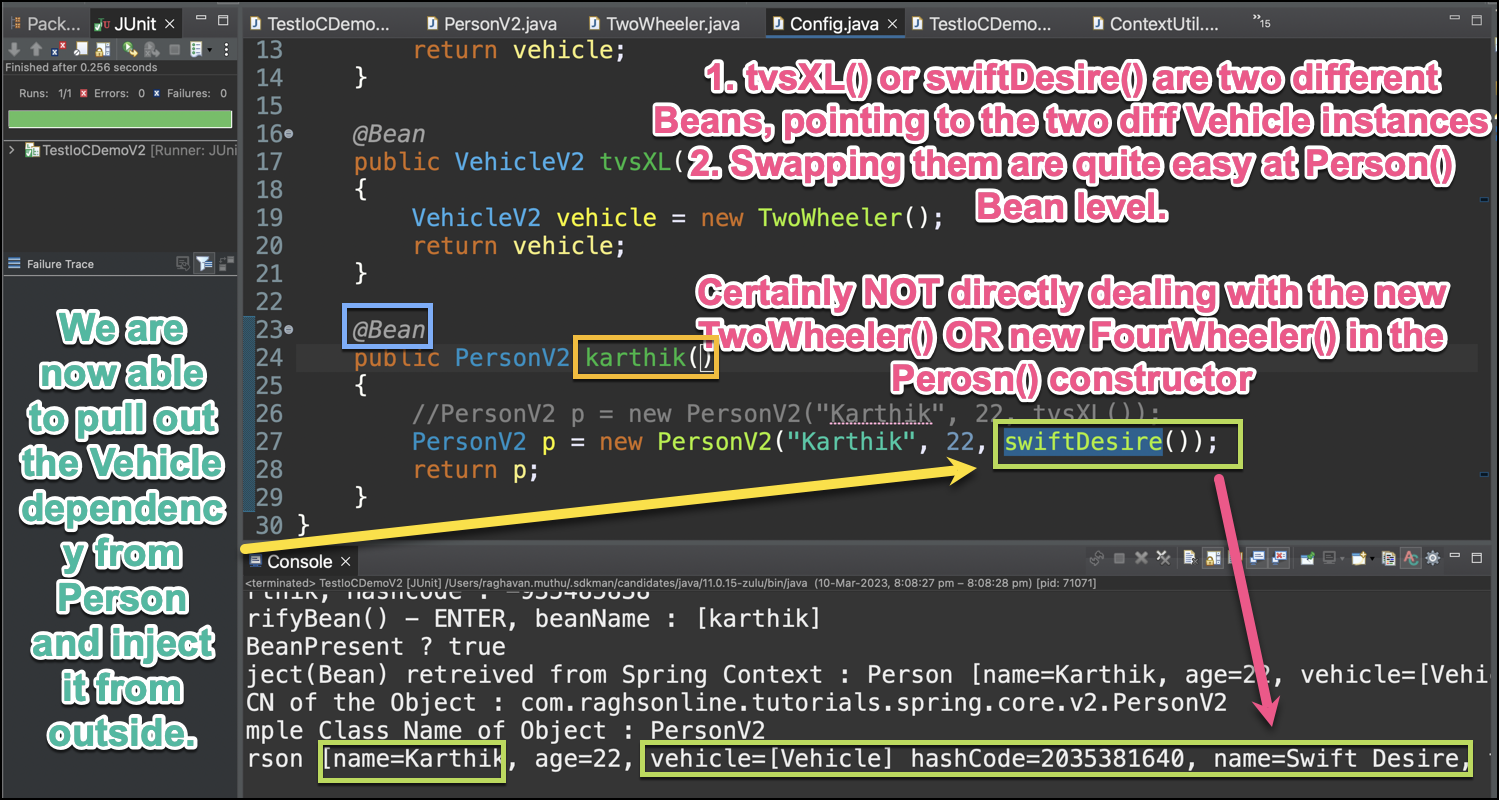 Pack...
JUnit
TestIoCDemo...
PersonV2.java
TwoWheeler.java
Config.java
TestIoCDemo...
ContextUtil....
15
Finished after 0.256 seconds
Runs: 1/1
Errors: 0
Failures: 0
TestIoCDemoV2 [Runner: JUni
Failure Trace
We are
now able
to pull out
the Vehicle
dependenc
y from
Person
and inject
it from
outside.
13 return vehicle;
14 }
15
16 @Bean
17 public VehicleV2 tvsXL(
18 {
19 VehicleV2 vehicle = new TwoWheeler();
20 return vehicle;
21 }
22
23 @Bean
24 public PersonV2 karthik()
25 {
26 //PersonV2 p = new PersonV2("Karthik", 22, tvsXL());
27 PersonV2 p = new PersonV2("Karthik", 22, swiftDesire());
28 return p;
29 }
30 }
1. tvsXL() or swiftDesire() are two different
Beans, pointing to the two diff Vehicle instances
2. Swapping them are quite easy at Person()
Bean level.
Certainly NOT directly dealing with the new
TwoWheeler() OR new FourWheeler() in the
Perosn() constructor
Console
<terminated> TestIoCDemoV2 [JUnit] /Users/raghavan.muthu/.sdkman/candidates/java/11.0.15-zulu/bin/java (10-Mar-2023, 8:08:27 pm – 8:08:28 pm) [pid: 71071]
rifyBean() - ENTER, beanName : [karthik]
BeanPresent ? true
ject(Bean) retreived from Spring Context : Person [name=Karthik, age=22, vehicle=[Vehi
CN of the Object : com.raghsonline.tutorials.spring.core.v2.PersonV2
mple Class Name of Object : PersonV2
rson [name=Karthik, age=22, vehicle=[Vehicle] hashCode=2035381640, name=Swift Desire,